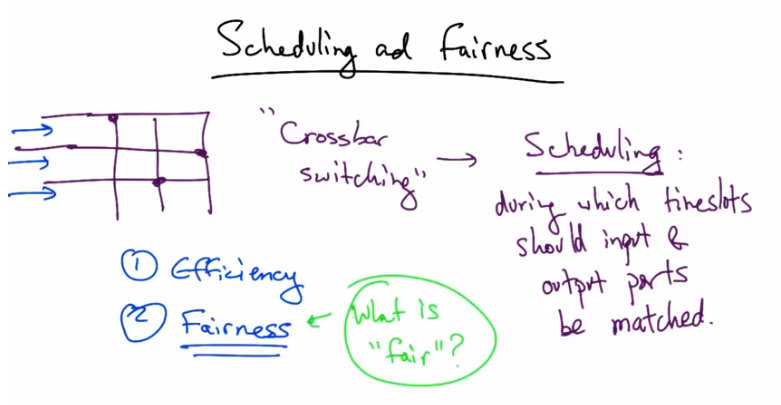 Scheduling ad Fairness
"Crossbar
switching" →
Scheduling:
during which timeslots
should input &
output ports
be matched.
① Efficiency
② Fairness ←
What is
"fair"?